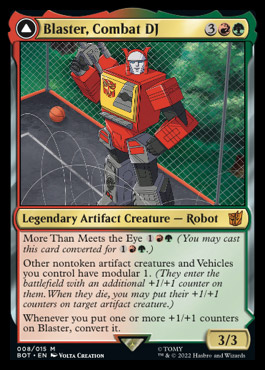 Blaster, Combat DJ 3
Legendary Artifact Creature — Robot
More Than Meets the Eye 1 (You may cast
this card converted for 1.)
Other nontoken artifact creatures and Vehicles
you control have modular 1. (They enter the
battlefield with an additional +1/+1 counter on
them. When they die, you may put their +1/+1
counters on target artifact creature.)
Whenever you put one or more +1/+1 counters
on Blaster, convert it.
3/3
008/015 M
BOT • EN Volta Creation
©TOMY
™ & © 2022 Hasbro and Wizards